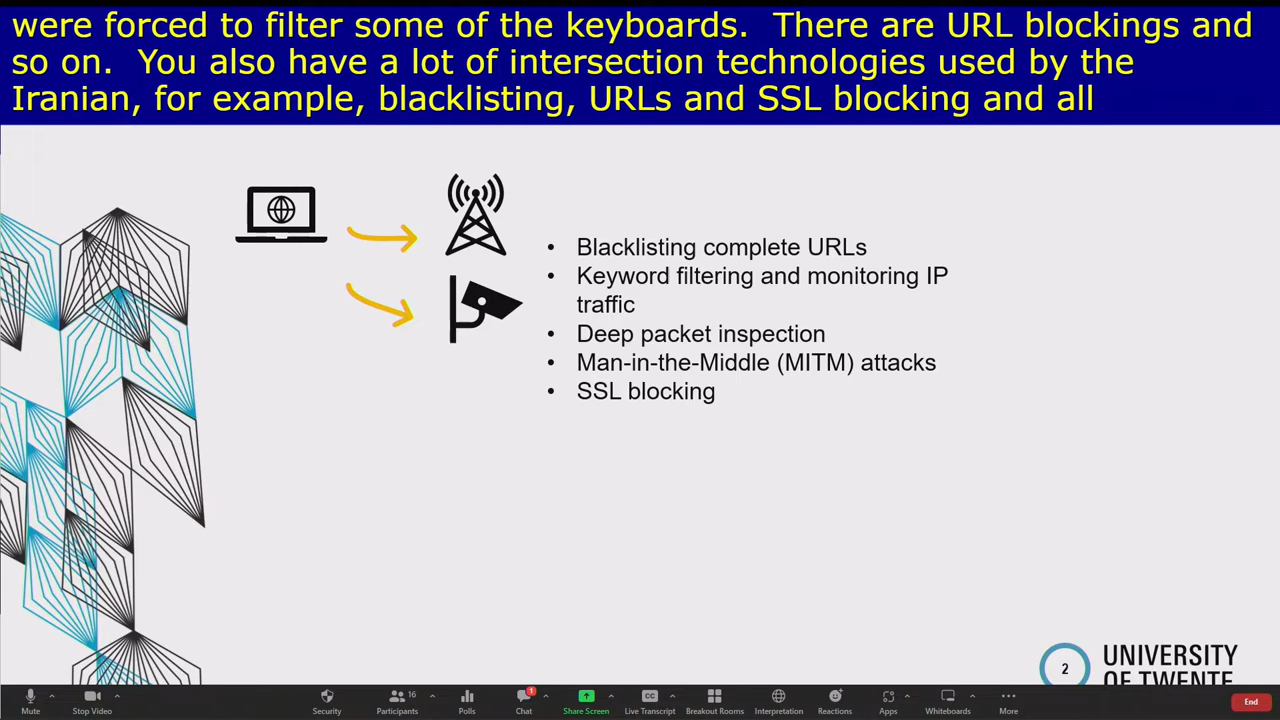 were forced to filter some of the keyboards.  There are URL blockings and
so on.  You also have a lot of intersection technologies used by the
Iranian, for example, blacklisting, URLs and SSL blocking and all
• Blacklisting complete URLs
• Keyword filtering and monitoring IP
traffic
• Deep packet inspection
• Man-in-the-Middle (MITM) attacks
• SSL blocking
2
UNIVERSITY
OF TWENTE
Mute
Stop Video
Security
16
Participants
Polls
1
Chat
Share Screen
CC
Live Transcript
Breakout Rooms
Interpretation
Reactions
Apps
Whiteboards
More
End